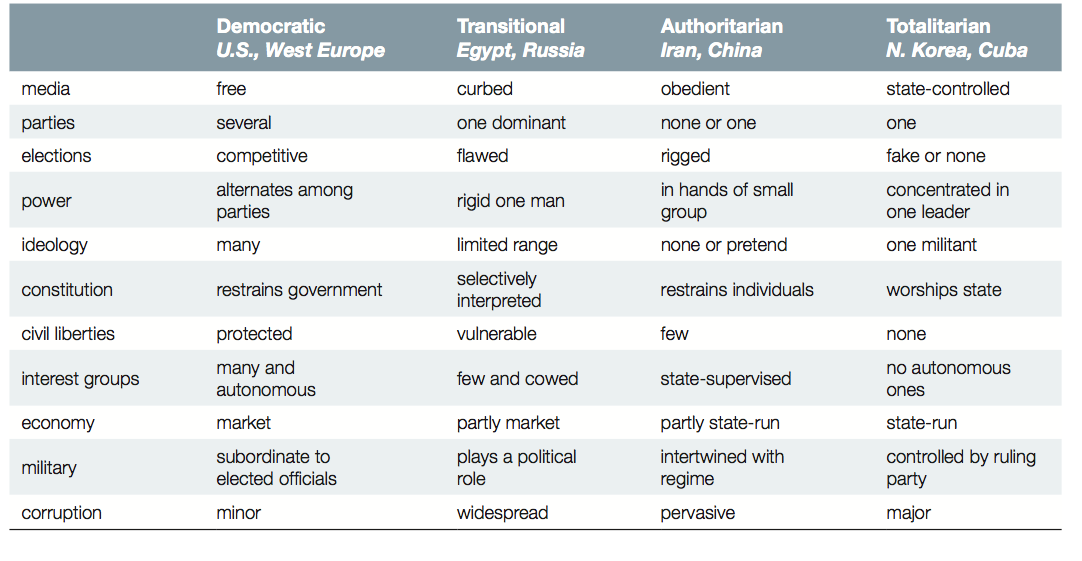 Democratic Transitional Authoritarian Totalitarian
U.S., West Europe Egypt, Russia Iran, China N. Korea, Cuba
media free curbed obedient state-controlled
parties several one dominant none or one one
elections competitive flawed rigged fake or none
power alternates among parties rigid one man in hands of small group concentrated in one leader
ideology many limited range none or pretend one militant
constitution restrains government selectively interpreted restrains individuals worships state
civil liberties protected vulnerable few none
interest groups many and autonomous few and cowed state-supervised no autonomous ones
economy market partly market partly state-run state-run
military subordinate to elected officials plays a political role intertwined with regime controlled by ruling party
corruption minor widespread pervasive major